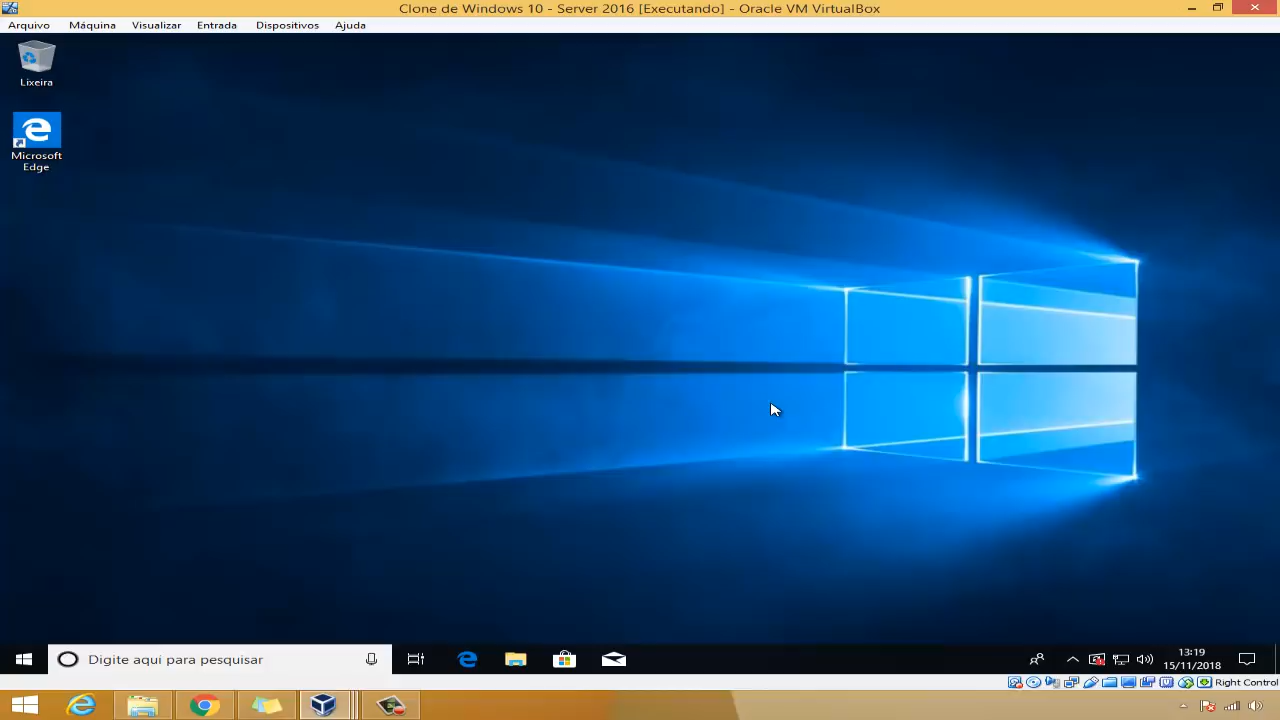 Clone de Windows 10 - Server 2016 [Executando] - Oracle VM VirtualBox
Arquivo Máquina Visualizar Entrada Dispositivos Ajuda
Lixeira
Microsoft
Edge
Digite aqui para pesquisar
13:19
15/11/2018
Right Control